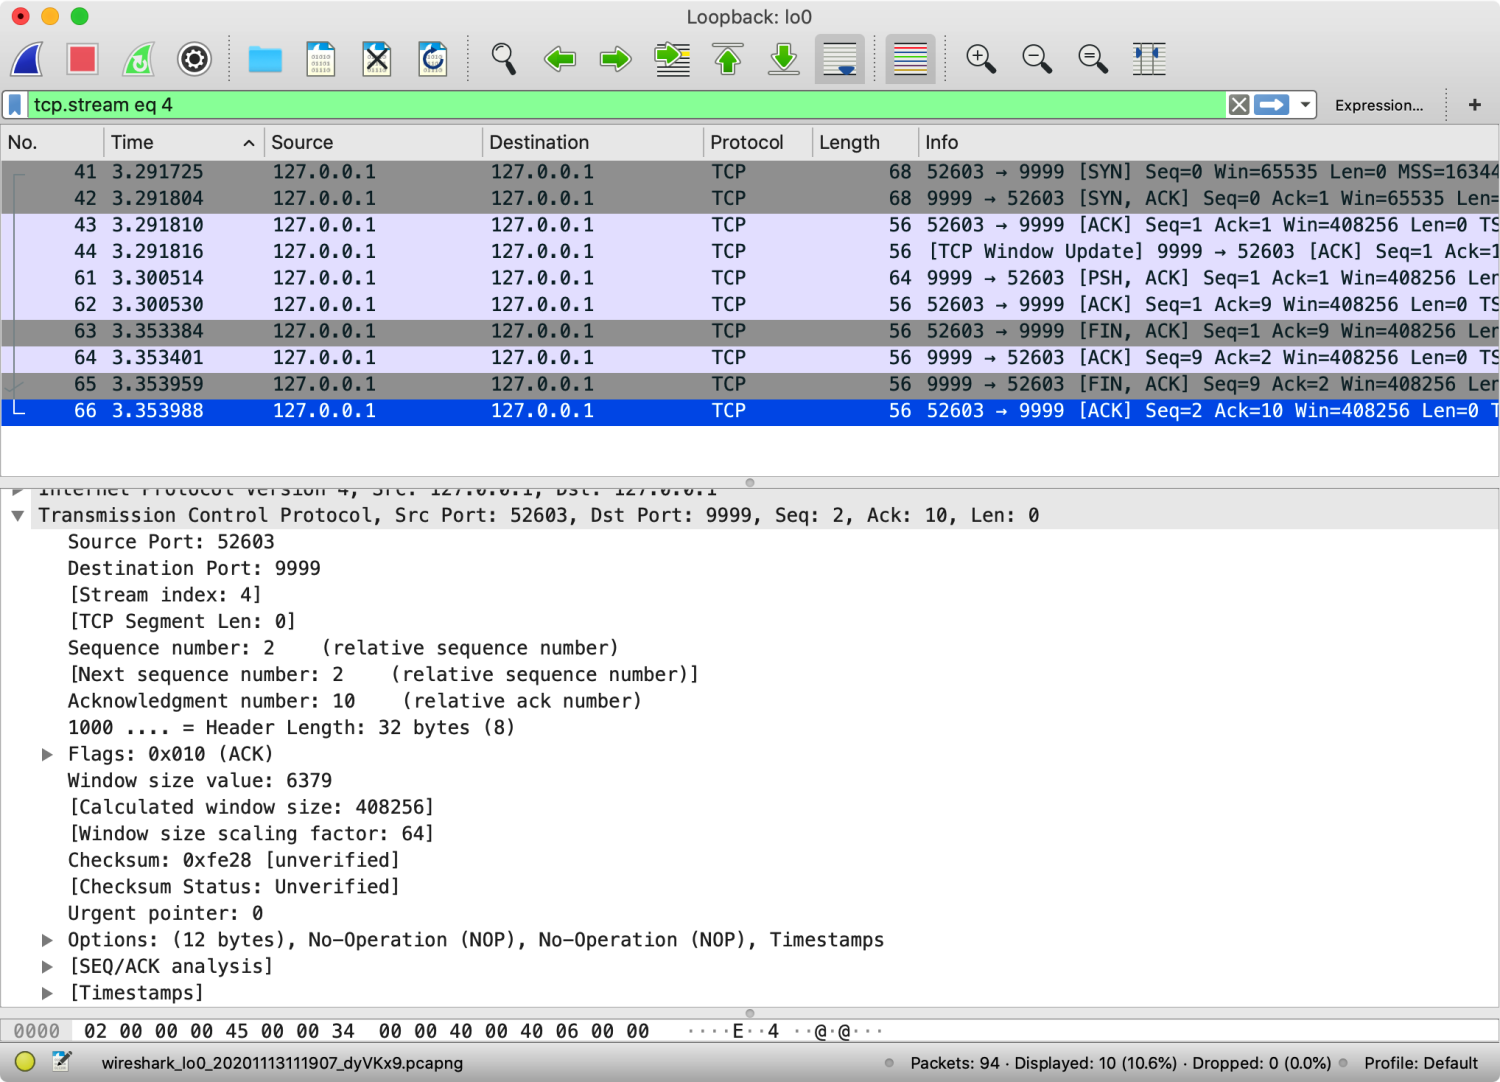 Loopback: lo0
tcp.stream eq 4
Expression...
+
No. Time Source Destination Protocol Length Info
41 3.291725 127.0.0.1 127.0.0.1 TCP 68 52603 → 9999 [SYN] Seq=0 Win=65535 Len=0 MSS=16344
42 3.291804 127.0.0.1 127.0.0.1 TCP 68 9999 → 52603 [SYN, ACK] Seq=0 Ack=1 Win=65535 Len=
43 3.291810 127.0.0.1 127.0.0.1 TCP 56 52603 → 9999 [ACK] Seq=1 Ack=1 Win=408256 Len=0 TS
44 3.291816 127.0.0.1 127.0.0.1 TCP 56 [TCP Window Update] 9999 → 52603 [ACK] Seq=1 Ack=1
61 3.300514 127.0.0.1 127.0.0.1 TCP 64 9999 → 52603 [PSH, ACK] Seq=1 Ack=1 Win=408256 Len
62 3.300530 127.0.0.1 127.0.0.1 TCP 56 52603 → 9999 [ACK] Seq=1 Ack=9 Win=408256 Len=0 TS
63 3.353384 127.0.0.1 127.0.0.1 TCP 56 52603 → 9999 [FIN, ACK] Seq=1 Ack=9 Win=408256 Len
64 3.353401 127.0.0.1 127.0.0.1 TCP 56 9999 → 52603 [ACK] Seq=9 Ack=2 Win=408256 Len=0 TS
65 3.353959 127.0.0.1 127.0.0.1 TCP 56 9999 → 52603 [FIN, ACK] Seq=9 Ack=2 Win=408256 Len
66 3.353988 127.0.0.1 127.0.0.1 TCP 56 52603 → 9999 [ACK] Seq=2 Ack=10 Win=408256 Len=0 T
Internet Protocol Version 4, Src: 127.0.0.1, Dst: 127.0.0.1
Transmission Control Protocol, Src Port: 52603, Dst Port: 9999, Seq: 2, Ack: 10, Len: 0
Source Port: 52603
Destination Port: 9999
[Stream index: 4]
[TCP Segment Len: 0]
Sequence number: 2 (relative sequence number)
[Next sequence number: 2 (relative sequence number)]
Acknowledgment number: 10 (relative ack number)
1000 .... = Header Length: 32 bytes (8)
Flags: 0x010 (ACK)
Window size value: 6379
[Calculated window size: 408256]
[Window size scaling factor: 64]
Checksum: 0xfe28 [unverified]
[Checksum Status: Unverified]
Urgent pointer: 0
Options: (12 bytes), No-Operation (NOP), No-Operation (NOP), Timestamps
[SEQ/ACK analysis]
[Timestamps]
0000 02 00 00 00 45 00 00 34 00 00 40 00 40 06 00 00 ····E··4 ··@·@···
wireshark_lo0_20201113111907_dyVKx9.pcapng
Packets: 94 · Displayed: 10 (10.6%) · Dropped: 0 (0.0%)
Profile: Default